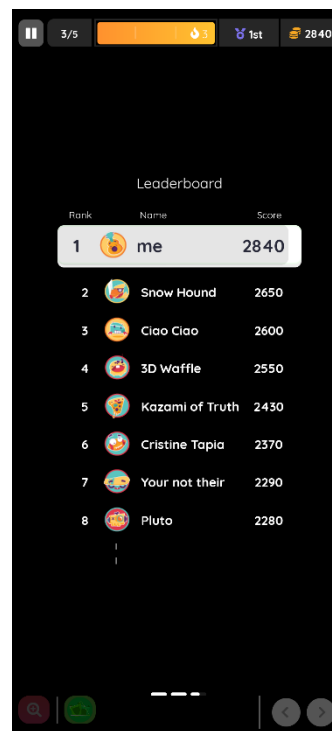 3/5 3 1st 2840
Leaderboard
Rank Name Score
1 me 2840
2 Snow Hound 2650
3 Ciao Ciao 2600
4 3D Waffle 2550
5 Kazami of Truth 2430
6 Cristine Tapia 2370
7 Your not their 2290
8 Pluto 2280